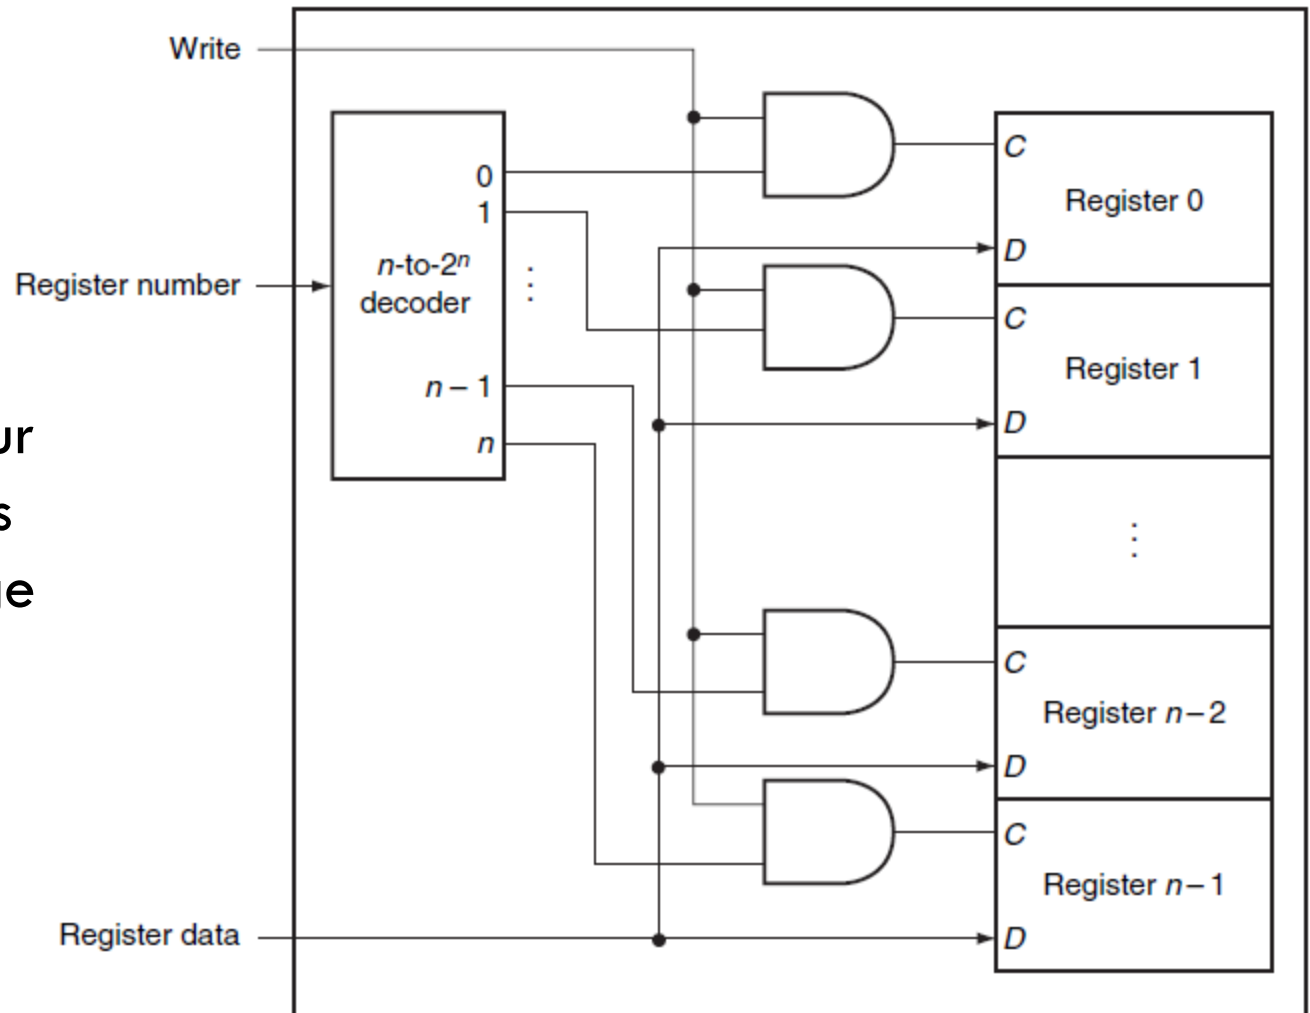 Write
0
1
n-to-2ⁿ
decoder
⋮
n – 1
n
Register number
Register data
C
Register 0
D
C
Register 1
D
⋮
C
Register n – 2
D
C
Register n – 1
D
ur
s
e